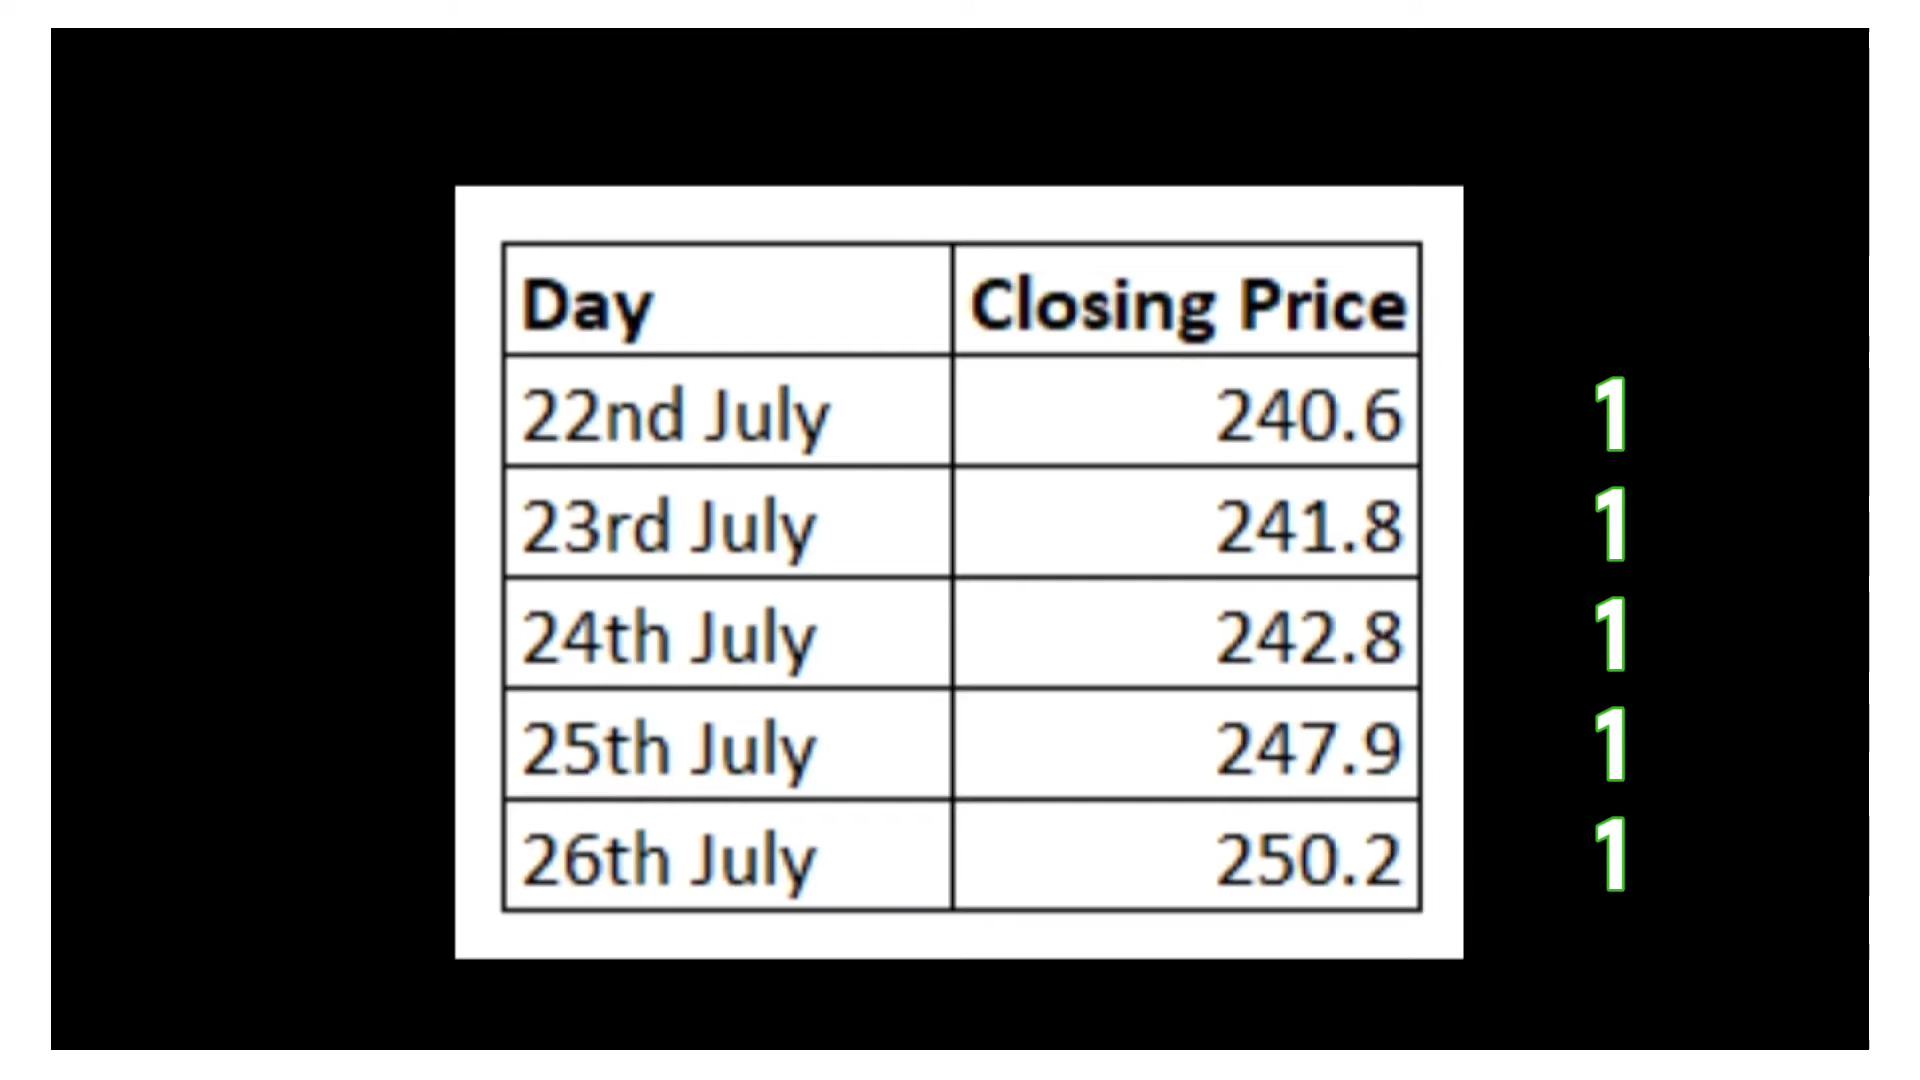 Day Closing Price
22nd July 240.6 1
23rd July 241.8 1
24th July 242.8 1
25th July 247.9 1
26th July 250.2 1